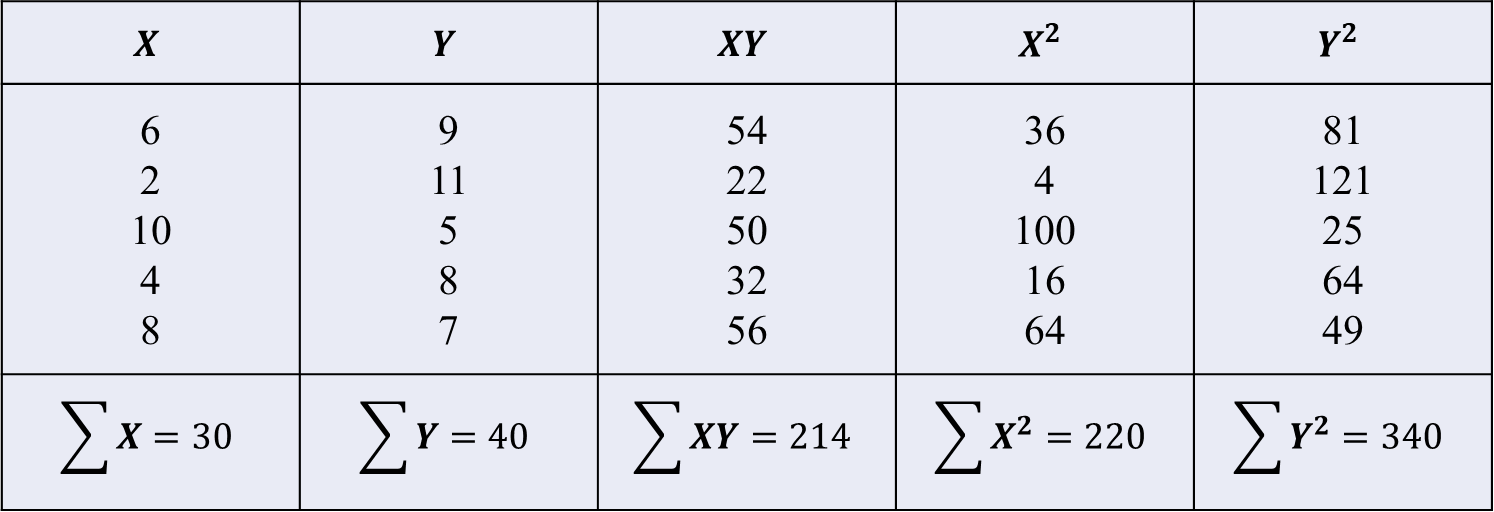 X Y XY X² Y²
6 9 54 36 81
2 11 22 4 121
10 5 50 100 25
4 8 32 16 64
8 7 56 64 49
∑X = 30 ∑Y = 40 ∑XY = 214 ∑X² = 220 ∑Y² = 340